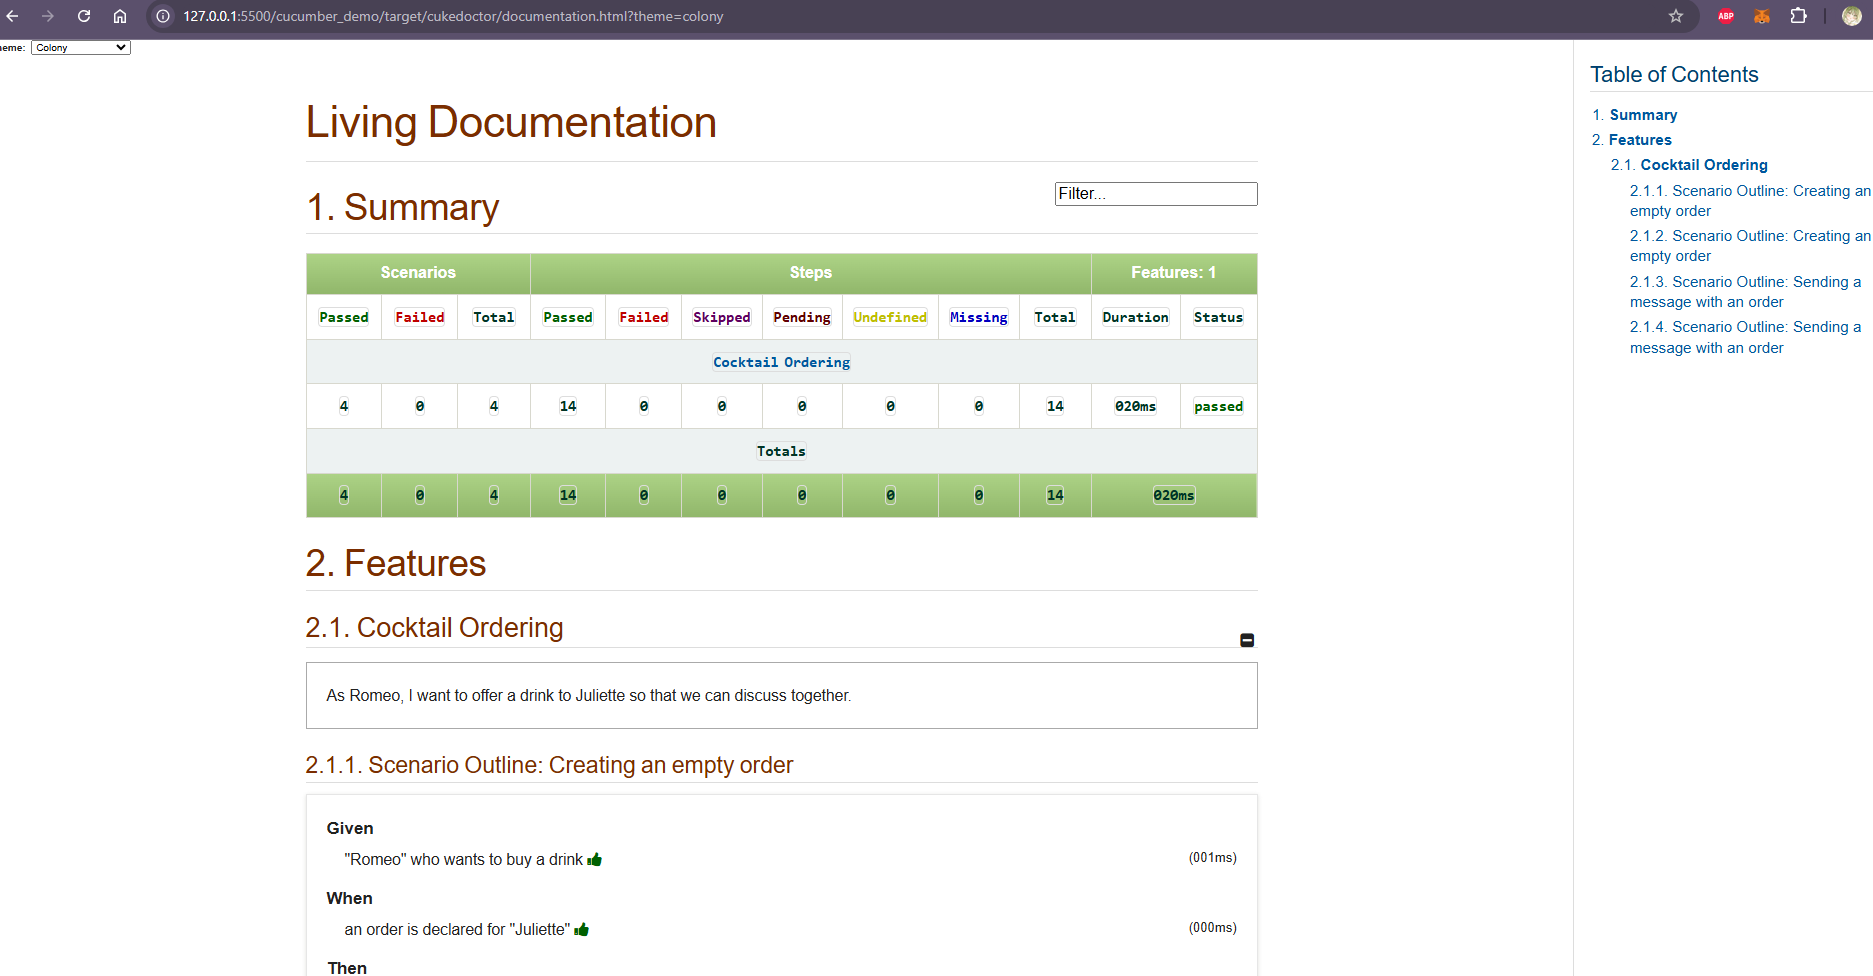 127.0.0.1:5500/cucumber_demo/target/cukedoctor/documentation.html?theme=colony
ABP
eme: Colony
Living Documentation
1. Summary
Filter...
Scenarios Steps Features: 1
Passed Failed Total Passed Failed Skipped Pending Undefined Missing Total Duration Status
Cocktail Ordering
4 0 4 14 0 0 0 0 0 14 020ms passed
Totals
4 0 4 14 0 0 0 0 0 14 020ms
2. Features
2.1. Cocktail Ordering
As Romeo, I want to offer a drink to Juliette so that we can discuss together.
2.1.1. Scenario Outline: Creating an empty order
Given
"Romeo" who wants to buy a drink (001ms)
When
an order is declared for "Juliette" (000ms)
Then
Table of Contents
1. Summary
2. Features
2.1. Cocktail Ordering
2.1.1. Scenario Outline: Creating an
empty order
2.1.2. Scenario Outline: Creating an
empty order
2.1.3. Scenario Outline: Sending a
message with an order
2.1.4. Scenario Outline: Sending a
message with an order